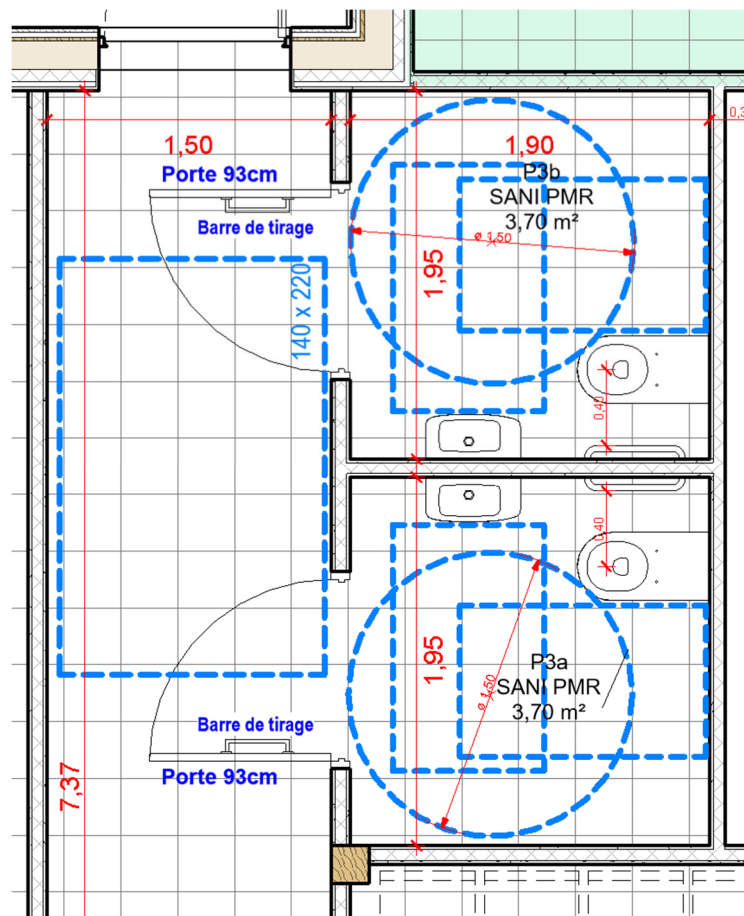 0,3
1,50
1,90
Porte 93cm
P3b
SANI PMR
3,70 m²
Barre de tirage
ø 1,50
1,95
140 x 220
0,40
0,40
1,95
P3a
SANI PMR
3,70 m²
ø 1,50
Barre de tirage
Porte 93cm
7,37